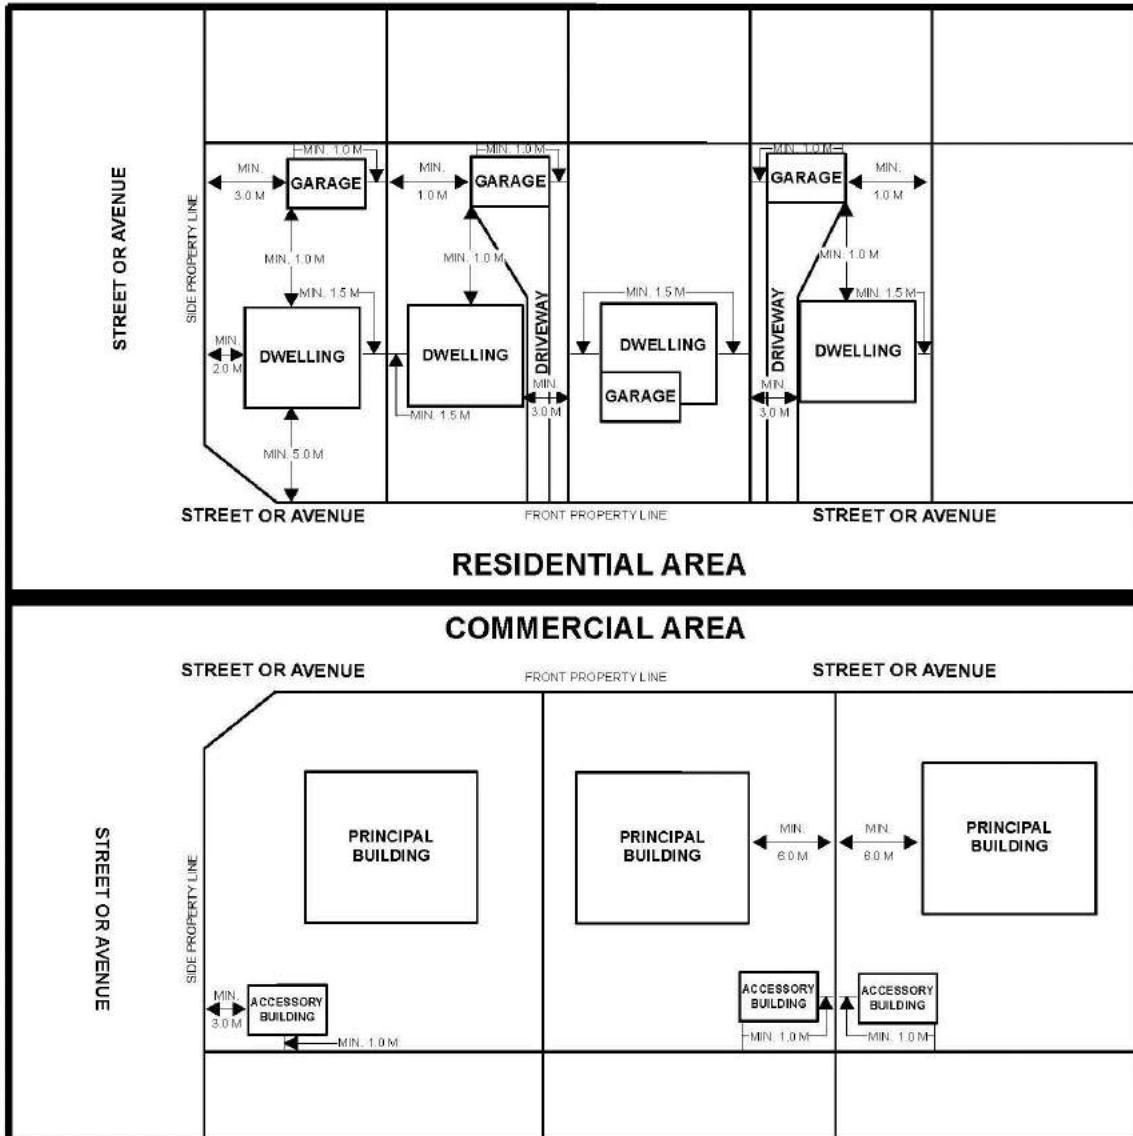 MIN. 1.0 M
MIN. 1.0 M
MIN. 1.0 M
MIN.
3.0 M
GARAGE
MIN.
1.0 M
GARAGE
GARAGE
MIN.
1.0 M
STREET OR AVENUE
SIDE PROPERTY LINE
MIN. 1.0 M
MIN. 1.0 M
MIN. 1.0 M
MIN. 1.5 M
MIN. 1.5 M
MIN. 1.5 M
MIN.
2.0 M
DWELLING
DWELLING
DRIVEWAY
DWELLING
GARAGE
DRIVEWAY
DWELLING
MIN.
3.0 M
MIN.
3.0 M
MIN. 1.5 M
MIN. 5.0 M
STREET OR AVENUE
FRONT PROPERTY LINE
STREET OR AVENUE
RESIDENTIAL AREA
COMMERCIAL AREA
STREET OR AVENUE
FRONT PROPERTY LINE
STREET OR AVENUE
STREET OR AVENUE
SIDE PROPERTY LINE
PRINCIPAL
BUILDING
PRINCIPAL
BUILDING
MIN.
6.0 M
MIN.
6.0 M
PRINCIPAL
BUILDING
MIN.
3.0 M
ACCESSORY
BUILDING
MIN. 1.0 M
ACCESSORY
BUILDING
MIN. 1.0 M
ACCESSORY
BUILDING
MIN. 1.0 M